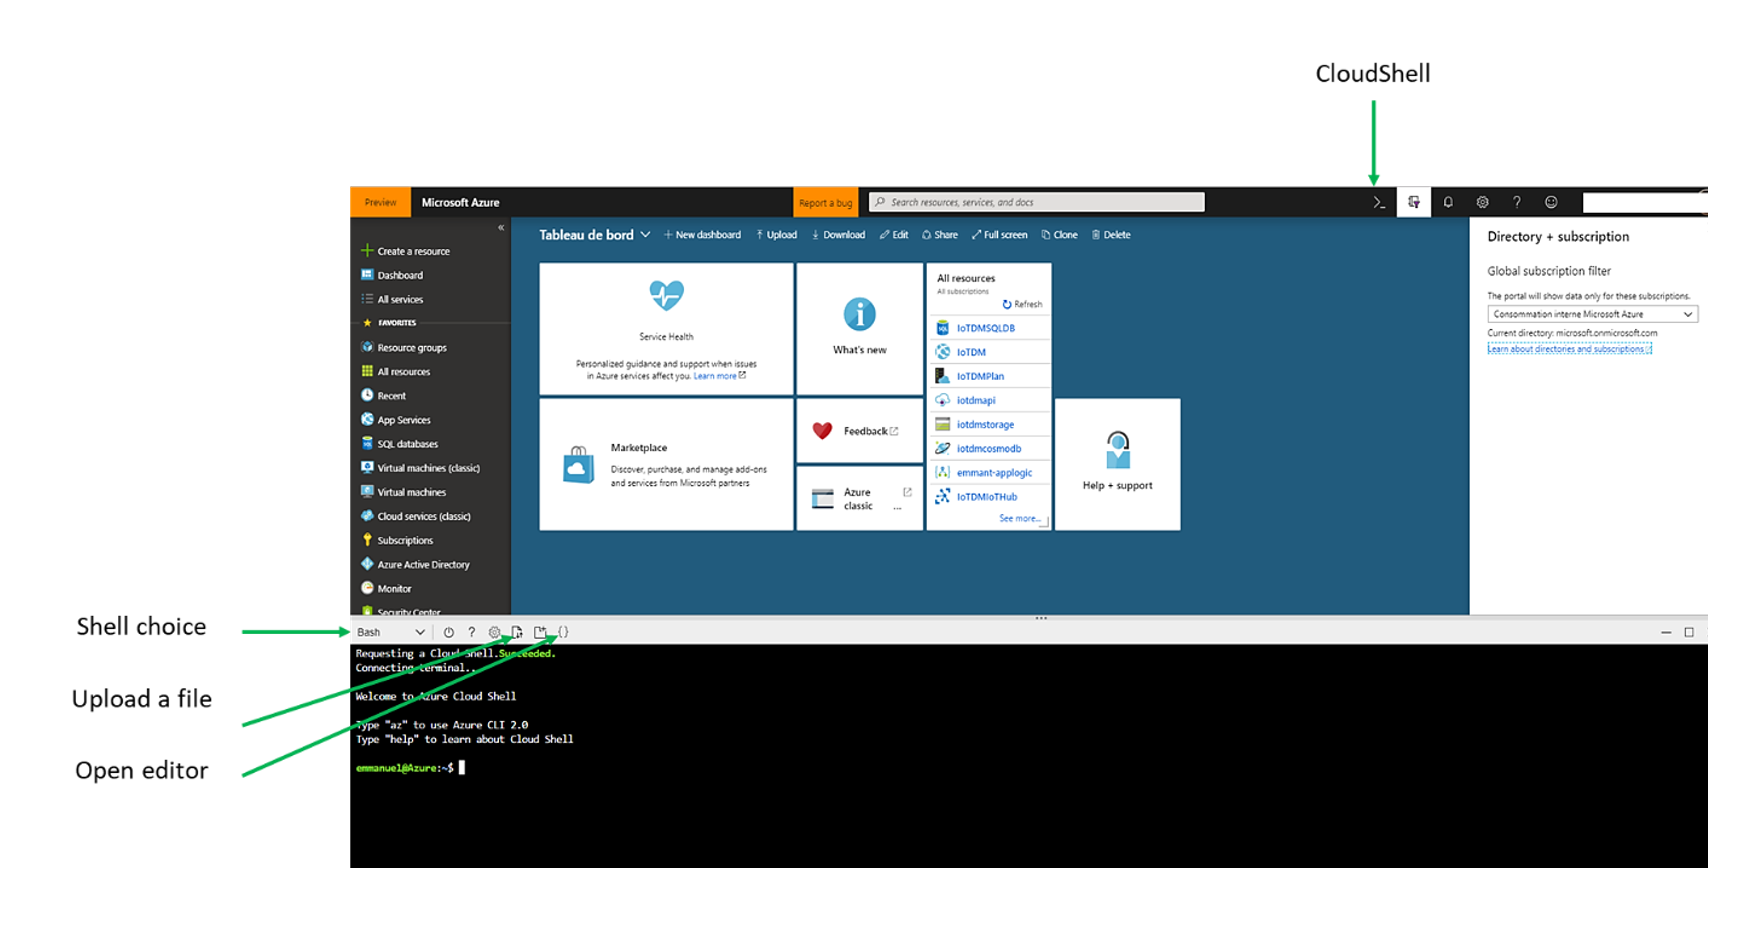 CloudShell
Preview
Microsoft Azure
Report a bug
Search resources, services, and docs
>_
?
«
Create a resource
Dashboard
All services
FAVORITES
Resource groups
All resources
Recent
App Services
SQL databases
Virtual machines (classic)
Virtual machines
Cloud services (classic)
Subscriptions
Azure Active Directory
Monitor
Security Center
Tableau de bord
+ New dashboard
Upload
Download
Edit
Share
Full screen
Clone
Delete
Service Health
Personalized guidance and support when issues
in Azure services affect you. Learn more
What's new
All resources
All subscriptions
Refresh
IoTDMSQLDB
IoTDM
IoTDMPlan
iotdmapi
iotdmstorage
iotdmcosmodb
emmant-applogic
IoTDMIoTHub
See more...
Marketplace
Discover, purchase, and manage add-ons
and services from Microsoft partners
Feedback
Azure
classic ...
Help + support
Directory + subscription
Global subscription filter
The portal will show data only for these subscriptions.
Consommation interne Microsoft Azure
Current directory: microsoft.onmicrosoft.com
Learn about directories and subscriptions
Shell choice
Upload a file
Open editor
Bash
?
{}
Requesting a Cloud Shell.Succeeded.
Connecting terminal...
Welcome to Azure Cloud Shell
Type "az" to use Azure CLI 2.0
Type "help" to learn about Cloud Shell
emmanuel@Azure:~$